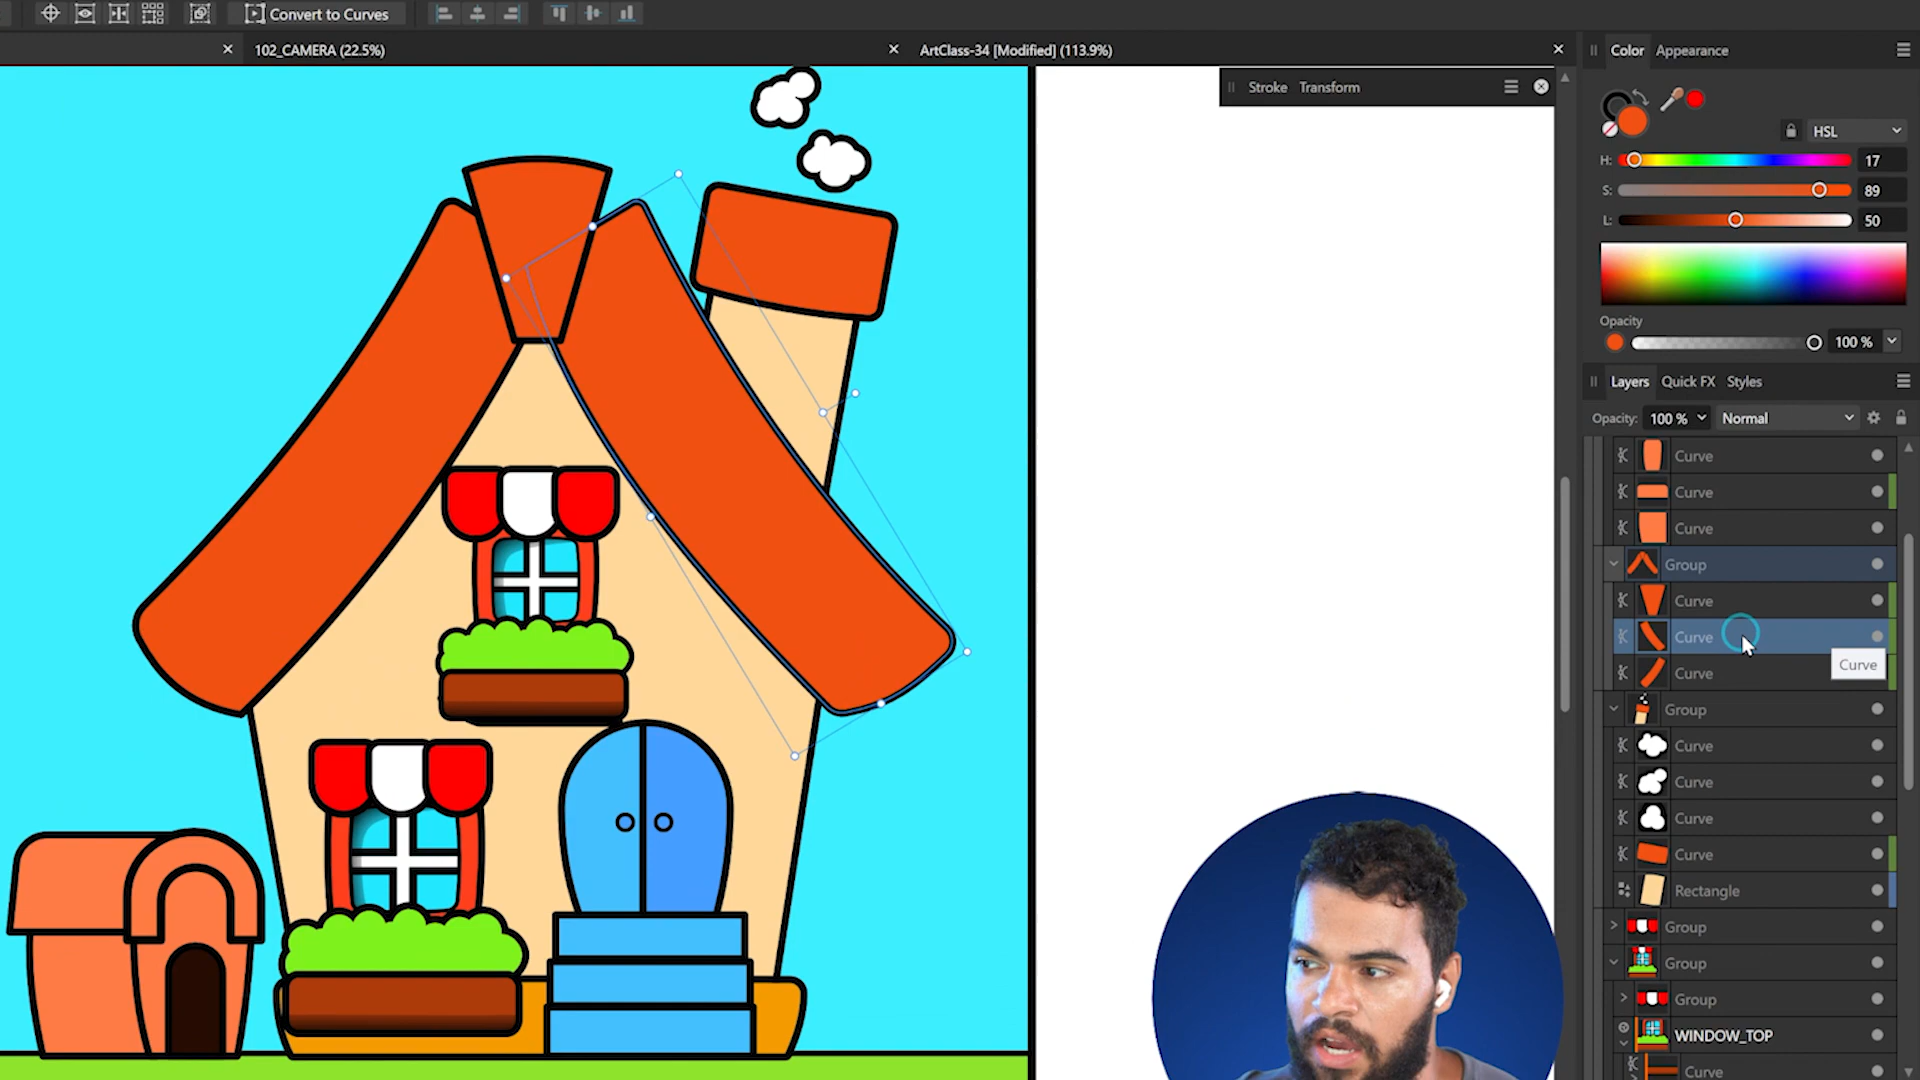 Convert to Curves
102_CAMERA (22.5%)
ArtClass-34 [Modified] (113.9%)
Stroke Transform
Color Appearance
HSL
H: 17
S: 89
L: 50
Opacity
100 %
Layers Quick FX Styles
Opacity: 100 % Normal
Curve
Curve
Curve
Group
Curve
Curve
Curve
Curve
Group
Curve
Curve
Curve
Curve
Rectangle
Group
Group
Group
WINDOW_TOP
Curve